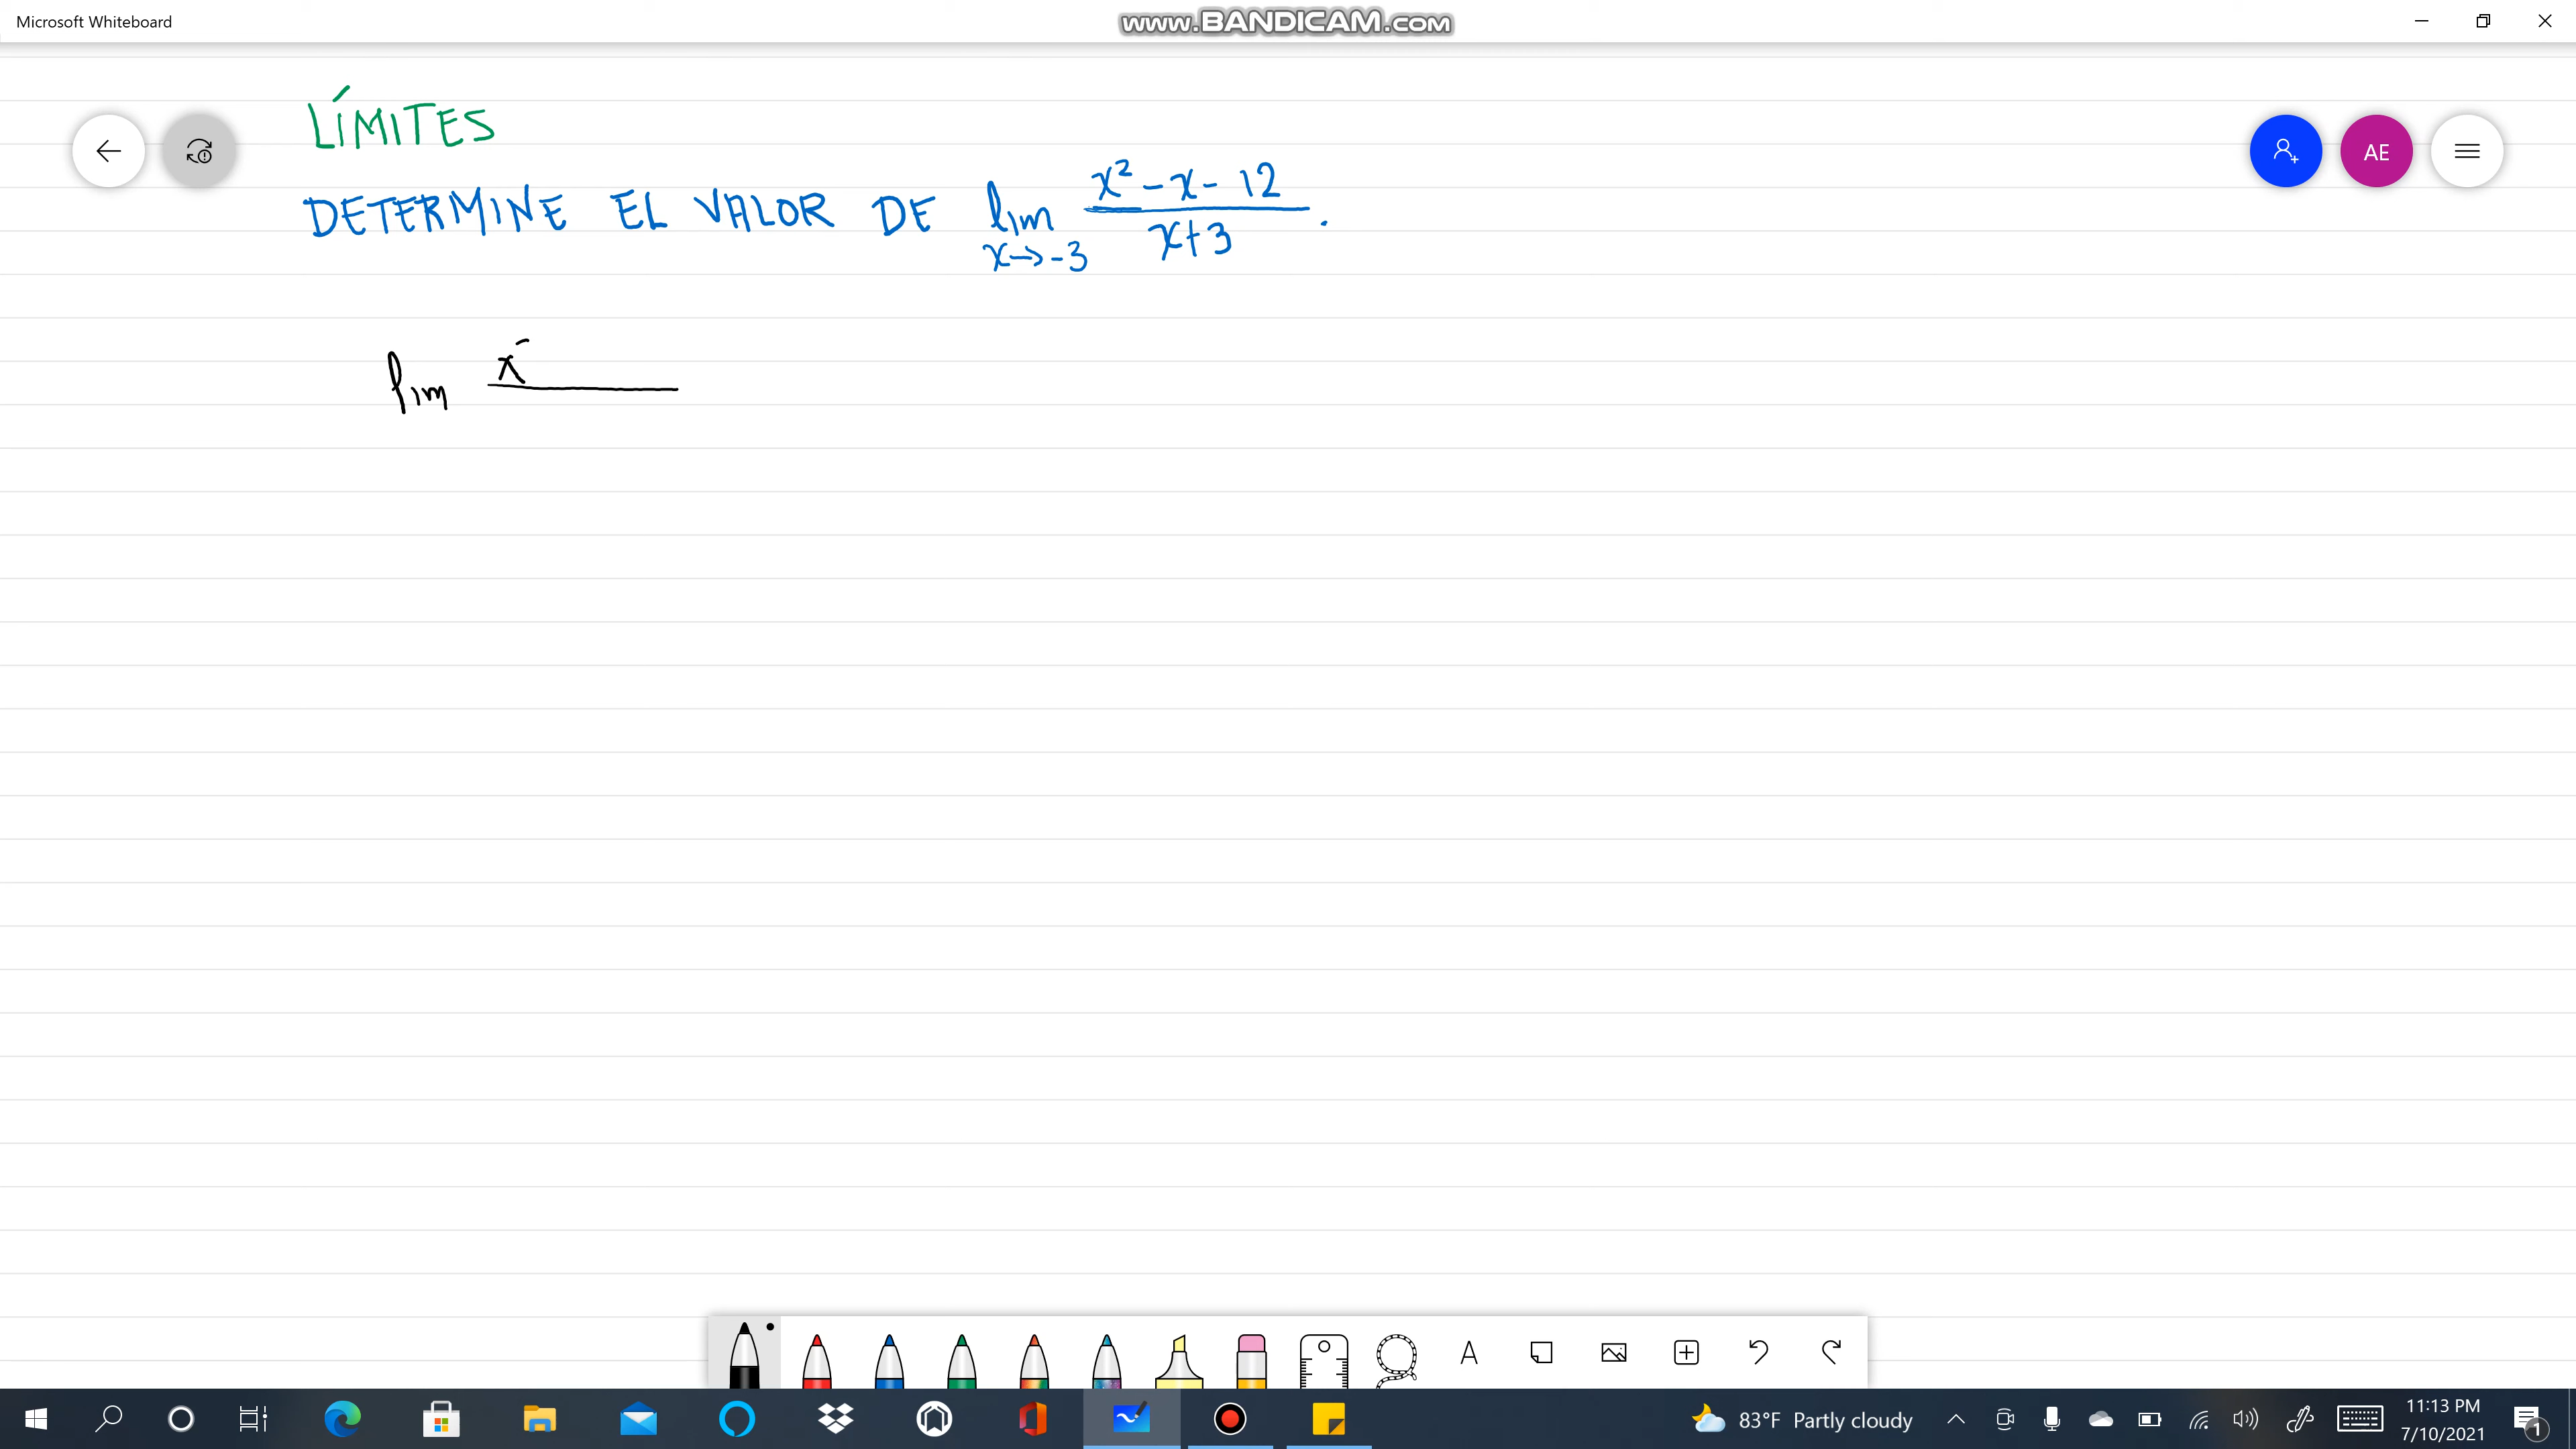 Microsoft Whiteboard
www.BANDICAM.com
LÍMITES
AE
DETERMINE EL VALOR DE lim x→-3 x²-x-12 / x+3 .
lim x
A
83°F Partly cloudy
11:13 PM
7/10/2021
1